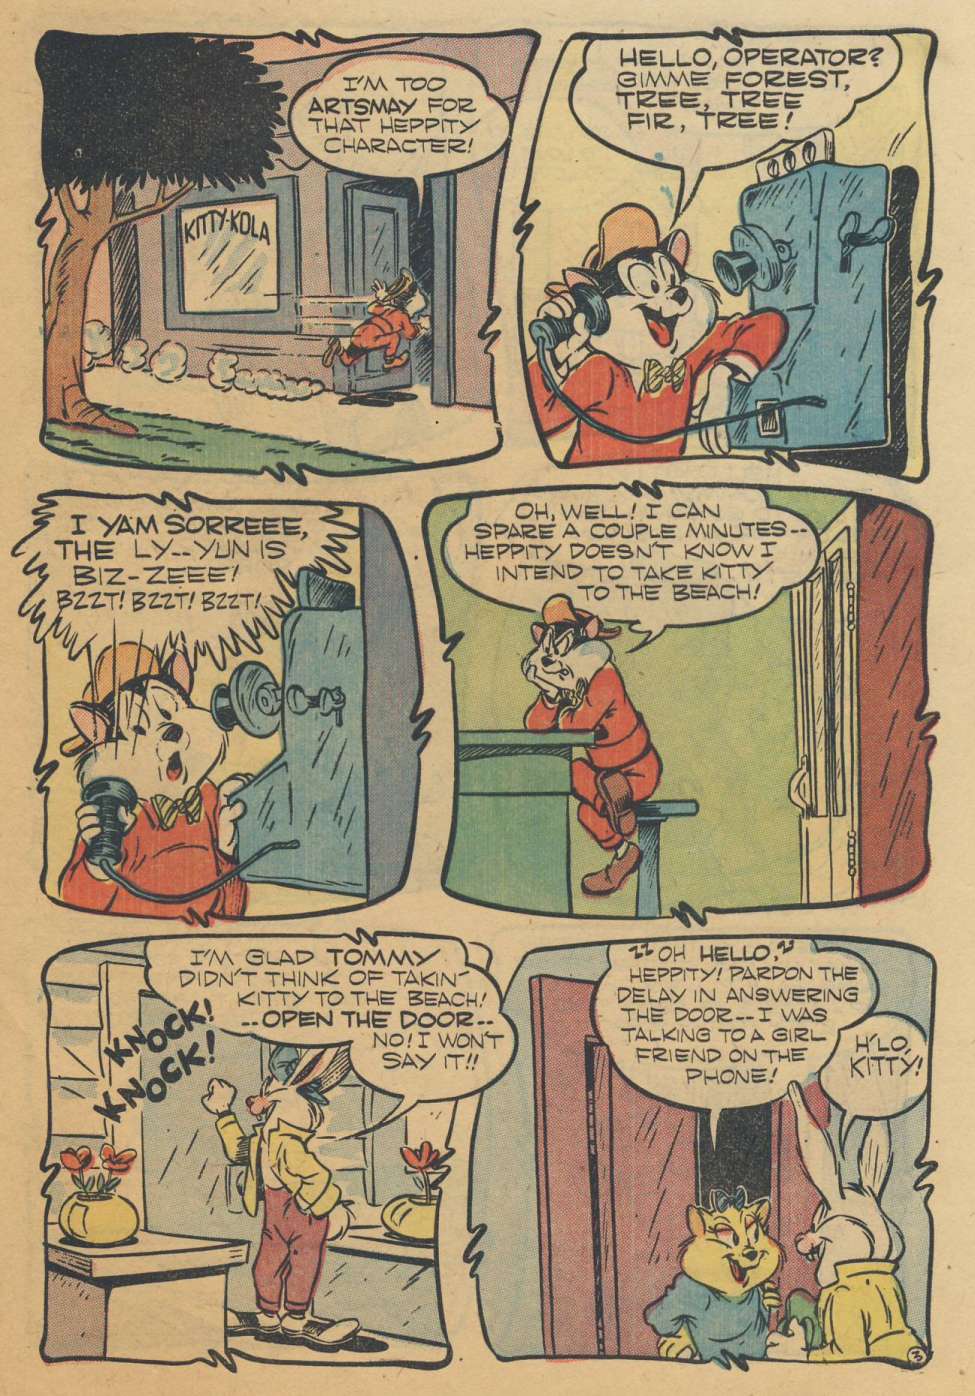 I'M TOO
ARTSMAY FOR
THAT HEPPITY
CHARACTER!
KITTY-KOLA
HELLO, OPERATOR?
GIMME FOREST,
TREE, TREE
FIR, TREE!
I YAM SORREEE,
THE LY--YUN IS
BIZ-ZEEE!
BZZT! BZZT! BZZT!
OH, WELL! I CAN
SPARE A COUPLE MINUTES--
HEPPITY DOESN'T KNOW I
INTEND TO TAKE KITTY
TO THE BEACH!
I'M GLAD TOMMY
DIDN'T THINK OF TAKIN'
KITTY TO THE BEACH!
--OPEN THE DOOR--
NO! I WON'T
SAY IT!!
KNOCK!
KNOCK!
OH HELLO,
HEPPITY! PARDON THE
DELAY IN ANSWERING
THE DOOR--I WAS
TALKING TO A GIRL
FRIEND ON THE
PHONE!
H'LO,
KITTY!
3